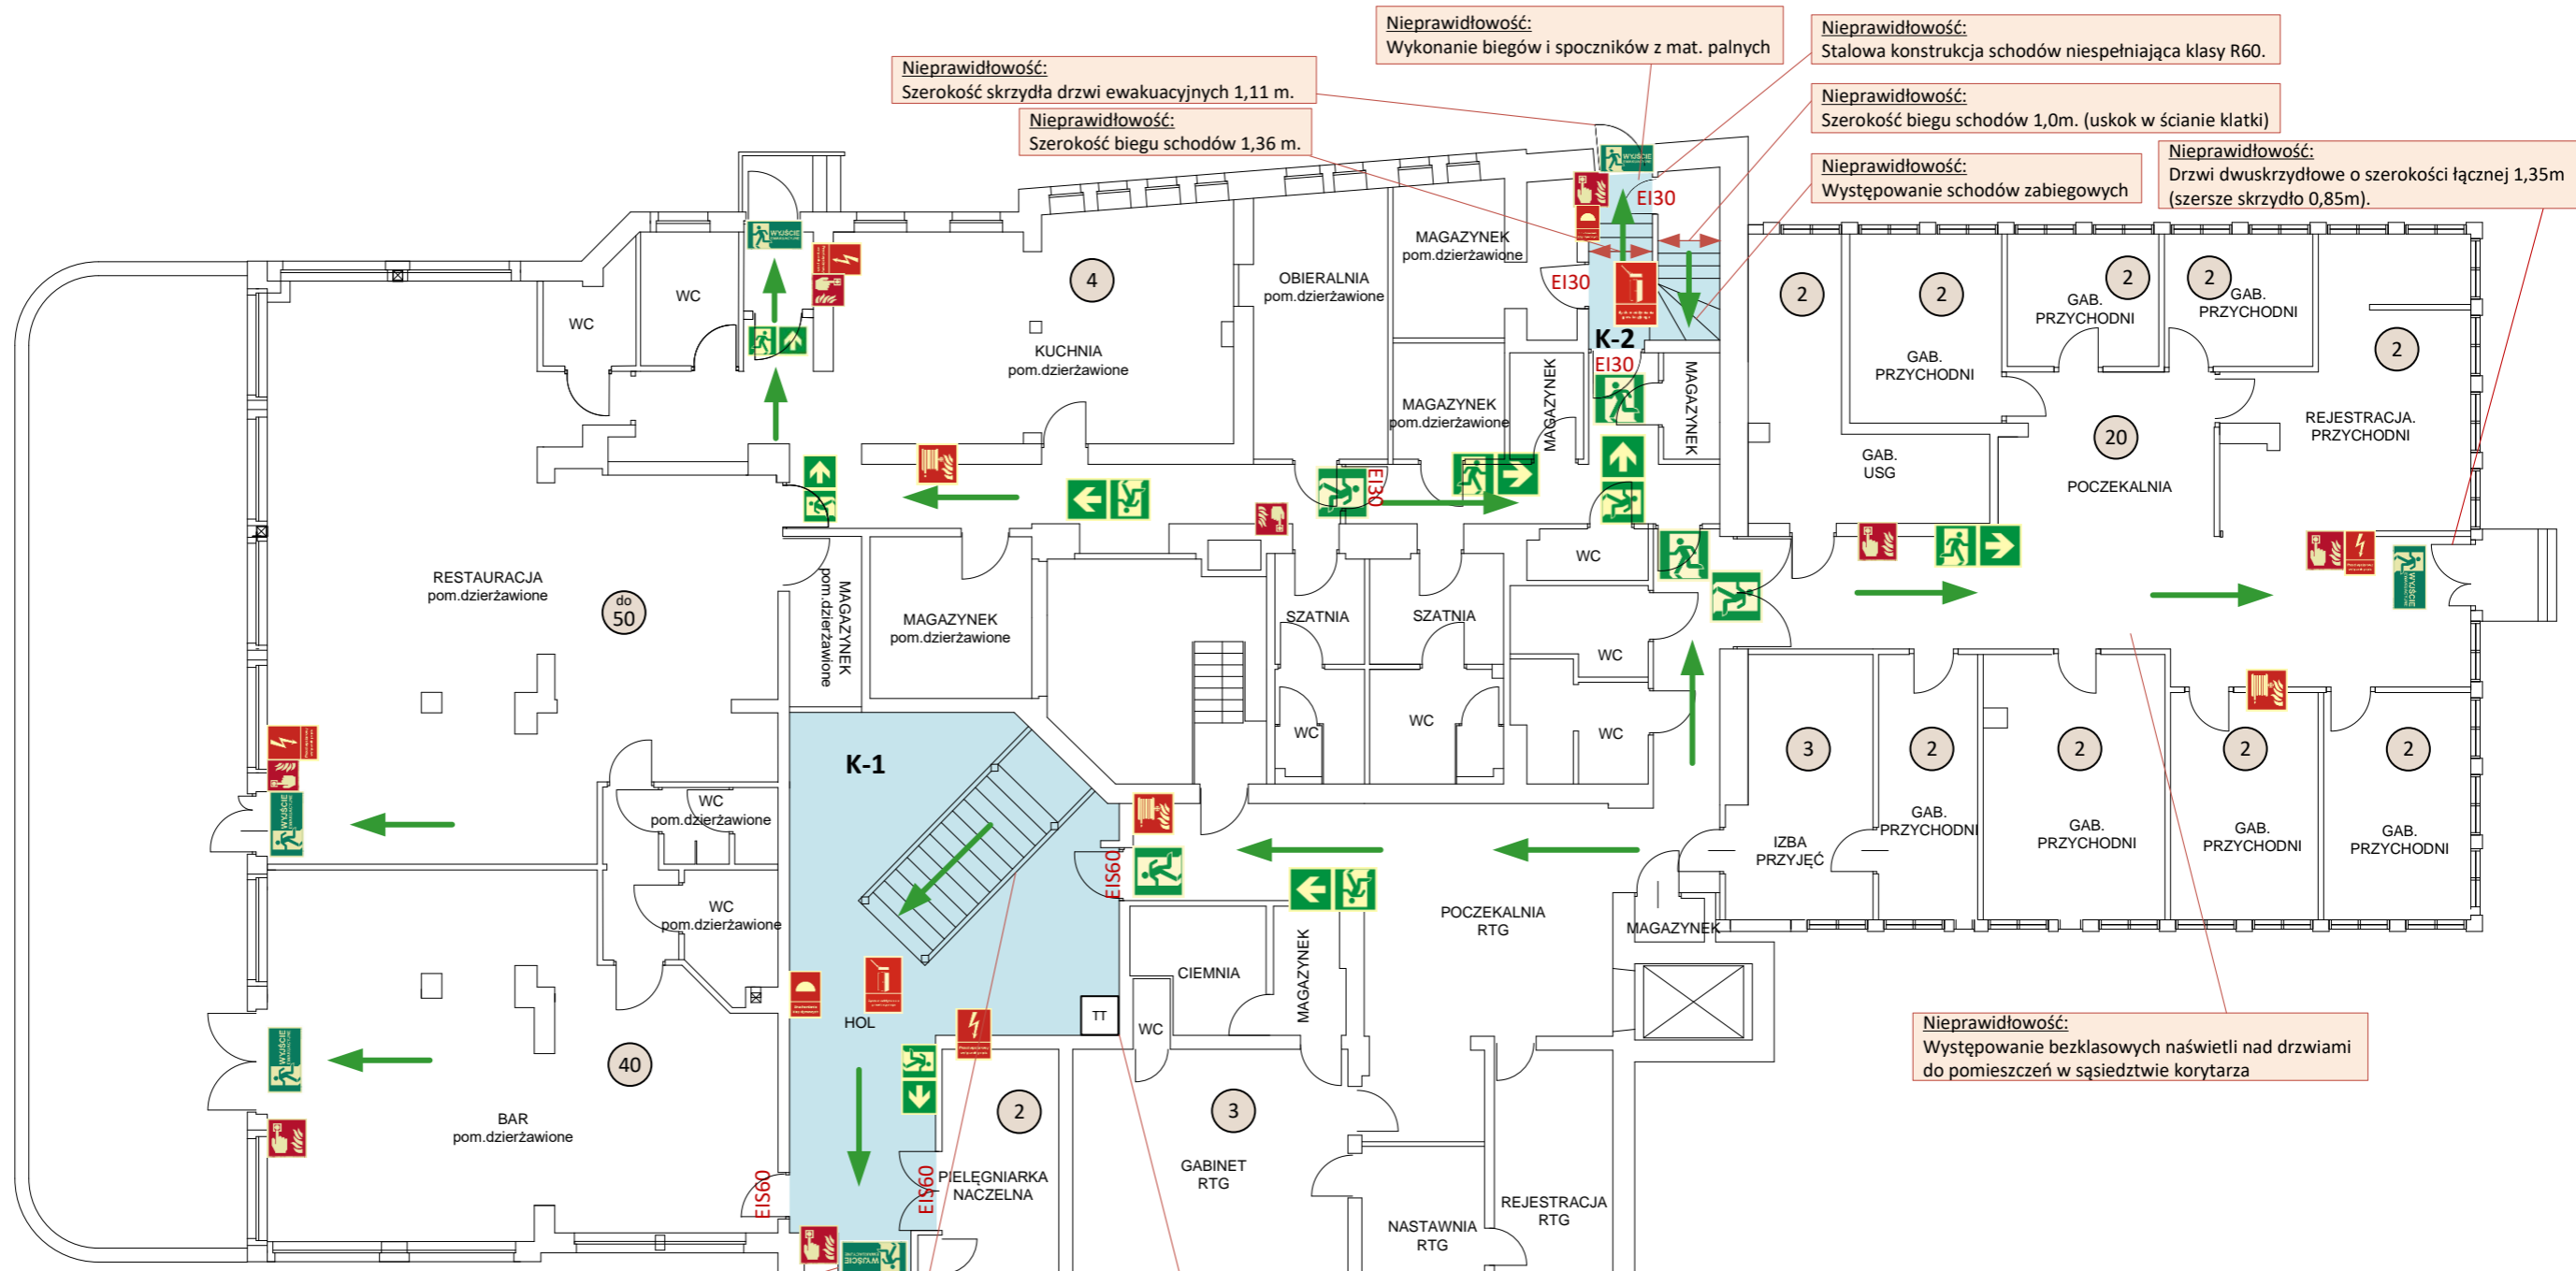 Nieprawidłowość:
Wykonanie biegów i spoczników z mat. palnych
Nieprawidłowość:
Stalowa konstrukcja schodów niespełniająca klasy R60.
Nieprawidłowość:
Szerokość skrzydła drzwi ewakuacyjnych 1,11 m.
Nieprawidłowość:
Szerokość biegu schodów 1,0m. (uskok w ścianie klatki)
Nieprawidłowość:
Szerokość biegu schodów 1,36 m.
Nieprawidłowość:
Występowanie schodów zabiegowych
Nieprawidłowość:
Drzwi dwuskrzydłowe o szerokości łącznej 1,35m
(szersze skrzydło 0,85m).
WYJŚCIE
EI30
WYJŚCIE
MAGAZYNEK
pom.dzierżawione
OBIERALNIA
pom.dzierżawione
EI30
4
2
2
2
2
GAB.
PRZYCHODNI
GAB.
PRZYCHODNI
WC
WC
KUCHNIA
pom.dzierżawione
K-2
EI30
GAB.
PRZYCHODNI
2
MAGAZYNEK
pom.dzierżawione
MAGAZYNEK
MAGAZYNEK
REJESTRACJA.
PRZYCHODNI
20
GAB.
USG
POCZEKALNIA
EI30
RESTAURACJA
pom.dzierżawione
do
50
MAGAZYNEK
pom.dzierżawione
MAGAZYNEK
pom.dzierżawione
SZATNIA
SZATNIA
WC
WC
WC
WC
WC
WYJŚCIE
K-1
3
2
2
2
2
WYJŚCIE
WC
pom.dzierżawione
GAB.
PRZYCHODNI
GAB.
PRZYCHODNI
GAB.
PRZYCHODNI
GAB.
PRZYCHODNI
IZBA
PRZYJĘĆ
EIS60
WC
pom.dzierżawione
POCZEKALNIA
RTG
MAGAZYNEK
CIEMNIA
MAGAZYNEK
HOL
TT
WC
WYJŚCIE
40
Nieprawidłowość:
Występowanie bezklasowych naświetli nad drzwiami
do pomieszczeń w sąsiedztwie korytarza
BAR
pom.dzierżawione
2
3
PIELĘGNIARKA
NACZELNA
GABINET
RTG
EIS60
EIS60
REJESTRACJA
RTG
NASTAWNIA
RTG
WYJŚCIE